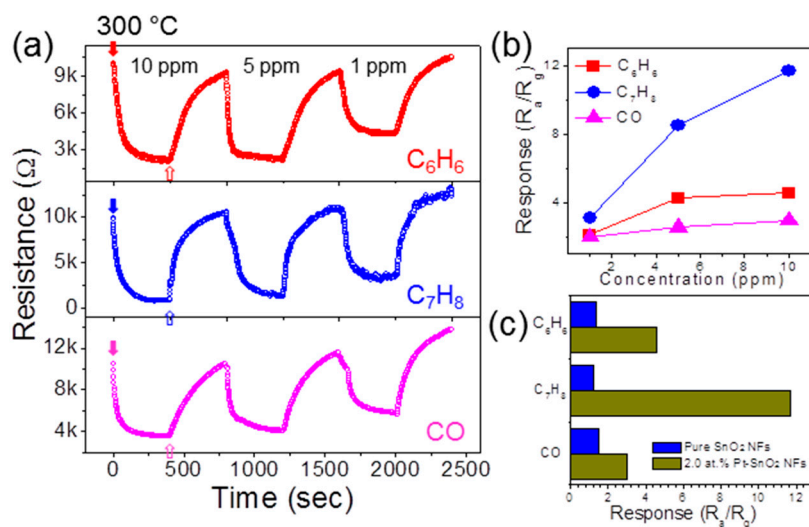 (a)
300 °C
10 ppm 5 ppm 1 ppm
9k
6k
3k
C₆H₆
10k
5k
0
C₇H₈
12k
8k
4k
CO
Resistance (Ω)
0 500 1000 1500 2000 2500
Time (sec)
(b)
C₆H₆
C₇H₈
CO
12
8
4
Response (Rₐ/R_g)
2 4 6 8 10
Concentration (ppm)
(c)
C₆H₆
C₇H₈
CO
Pure SnO₂ NFs
2.0 at.% Pt-SnO₂ NFs
0 2 4 6 8 10 12
Response (Rₐ/R_g)